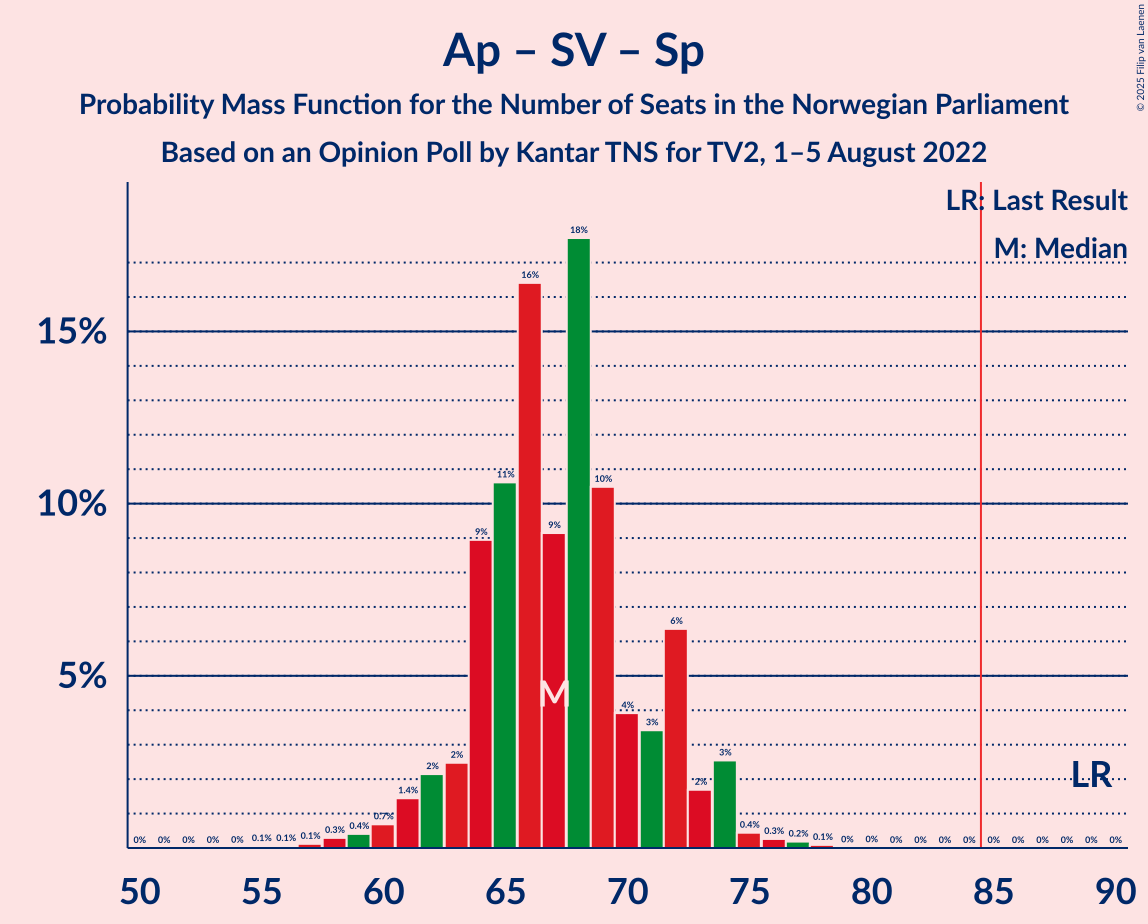 Ap – SV – Sp
Probability Mass Function for the Number of Seats in the Norwegian Parliament
Based on an Opinion Poll by Kantar TNS for TV2, 1–5 August 2022
© 2025 Filip van Laenen
LR: Last Result
M: Median
15%
10%
5%
0% 0% 0% 0% 0% 0.1% 0.1% 0.1% 0.3% 0.4% 0.7% 1.4% 2% 2% 9% 11% 16% 9% 18% 10% 4% 3% 6% 2% 3% 0.4% 0.3% 0.2% 0.1% 0% 0% 0% 0% 0% 0% 0% 0% 0% 0% 0% 0%
M
LR
50 55 60 65 70 75 80 85 90